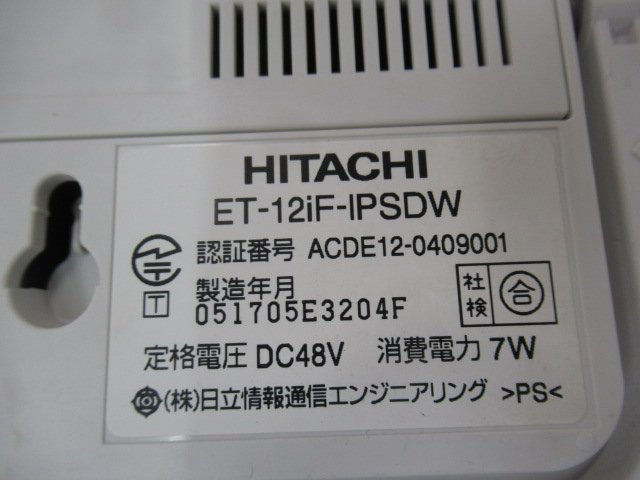 HITACHI
ET-12iF-IPSDW
認証番号 ACDE12-0409001
T
製造年月
051705E3204F
社検 合
定格電圧 DC48V 消費電力 7W
(株)日立情報通信エンジニアリング >PS<